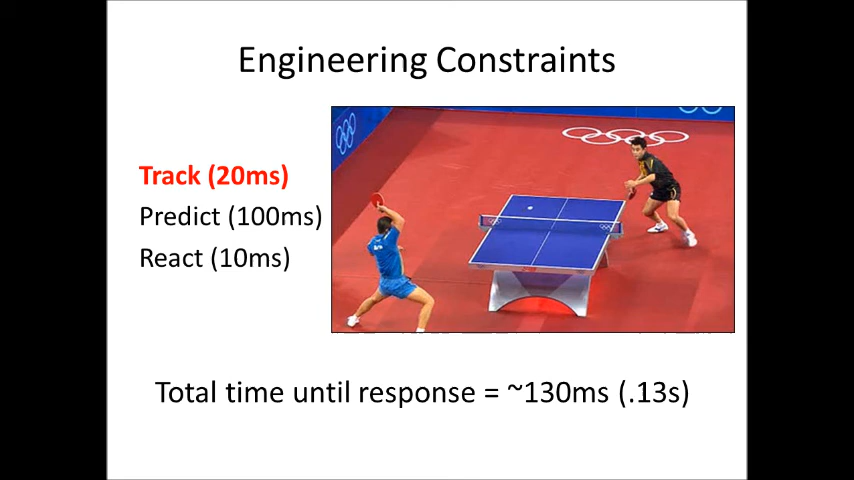 Engineering Constraints
Track (20ms)
Predict (100ms)
React (10ms)
Total time until response = ~130ms (.13s)